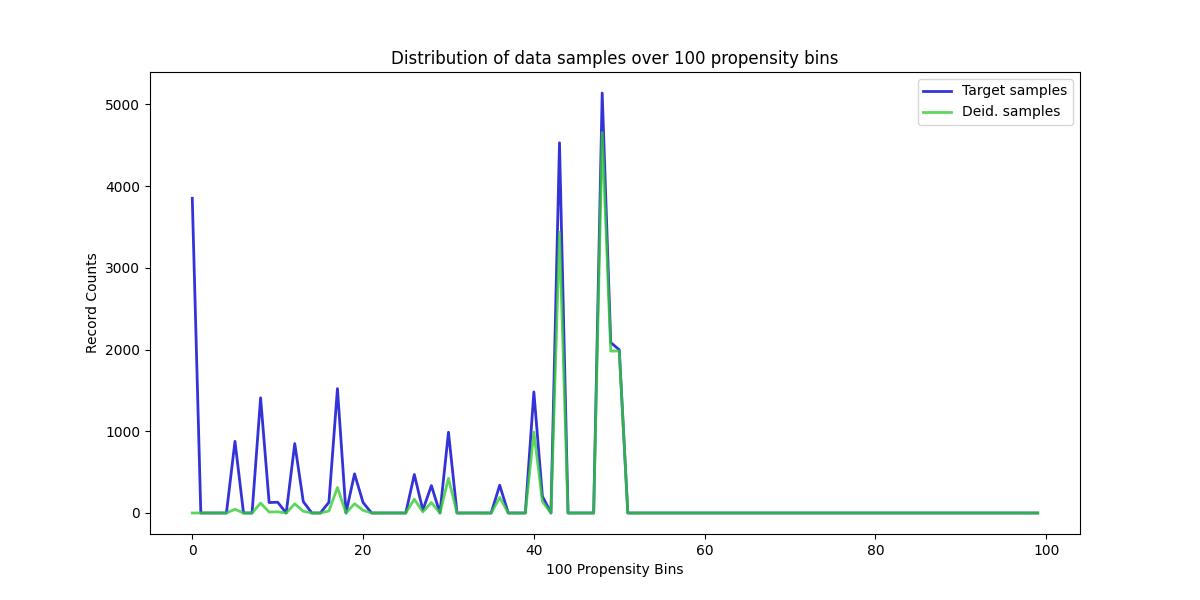 Distribution of data samples over 100 propensity bins
Target samples
Deid. samples
Record Counts
5000
4000
3000
2000
1000
0
0 20 40 60 80 100
100 Propensity Bins